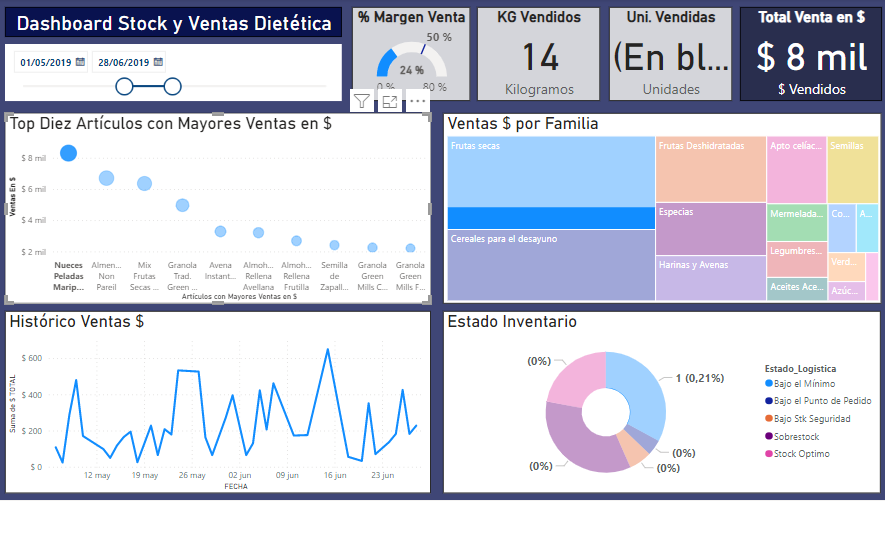 Dashboard Stock y Ventas Dietética
01/05/2019
28/06/2019
% Margen Venta
50 %
24 %
0 %
80 %
KG Vendidos
14
Kilogramos
Uni. Vendidas
(En bl...
Unidades
Total Venta en $
$ 8 mil
$ Vendidos
Top Diez Artículos con Mayores Ventas en $
Ventas En $
$ 8 mil
$ 6 mil
$ 4 mil
$ 2 mil
Nueces
Peladas
Marip...
Almen...
Non
Pareil
Mix
Frutas
Secas ...
Granola
Trad.
Green ...
Avena
Instant...
Almoh...
Rellena
Avellana
Almoh...
Rellena
Frutilla
Semilla
de
Zapall...
Granola
Green
Mills C...
Granola
Green
Mills F...
Artículos con Mayores Ventas en $
Ventas $ por Familia
Frutas secas
Cereales para el desayuno
Frutas Deshidratadas
Especias
Harinas y Avenas
Apto celíac...
Semillas
Mermelada...
Co...
A...
Legumbres...
Verd...
Aceites Ace...
Azúc...
Histórico Ventas $
Suma de $ TOTAL
$ 600
$ 400
$ 200
$ 0
12 may
19 may
26 may
02 jun
09 jun
16 jun
23 jun
FECHA
Estado Inventario
(0%)
1 (0,21%)
(0%)
(0%)
(0%)
Estado_Logistica
Bajo el Mínimo
Bajo el Punto de Pedido
Bajo Stk Seguridad
Sobrestock
Stock Optimo